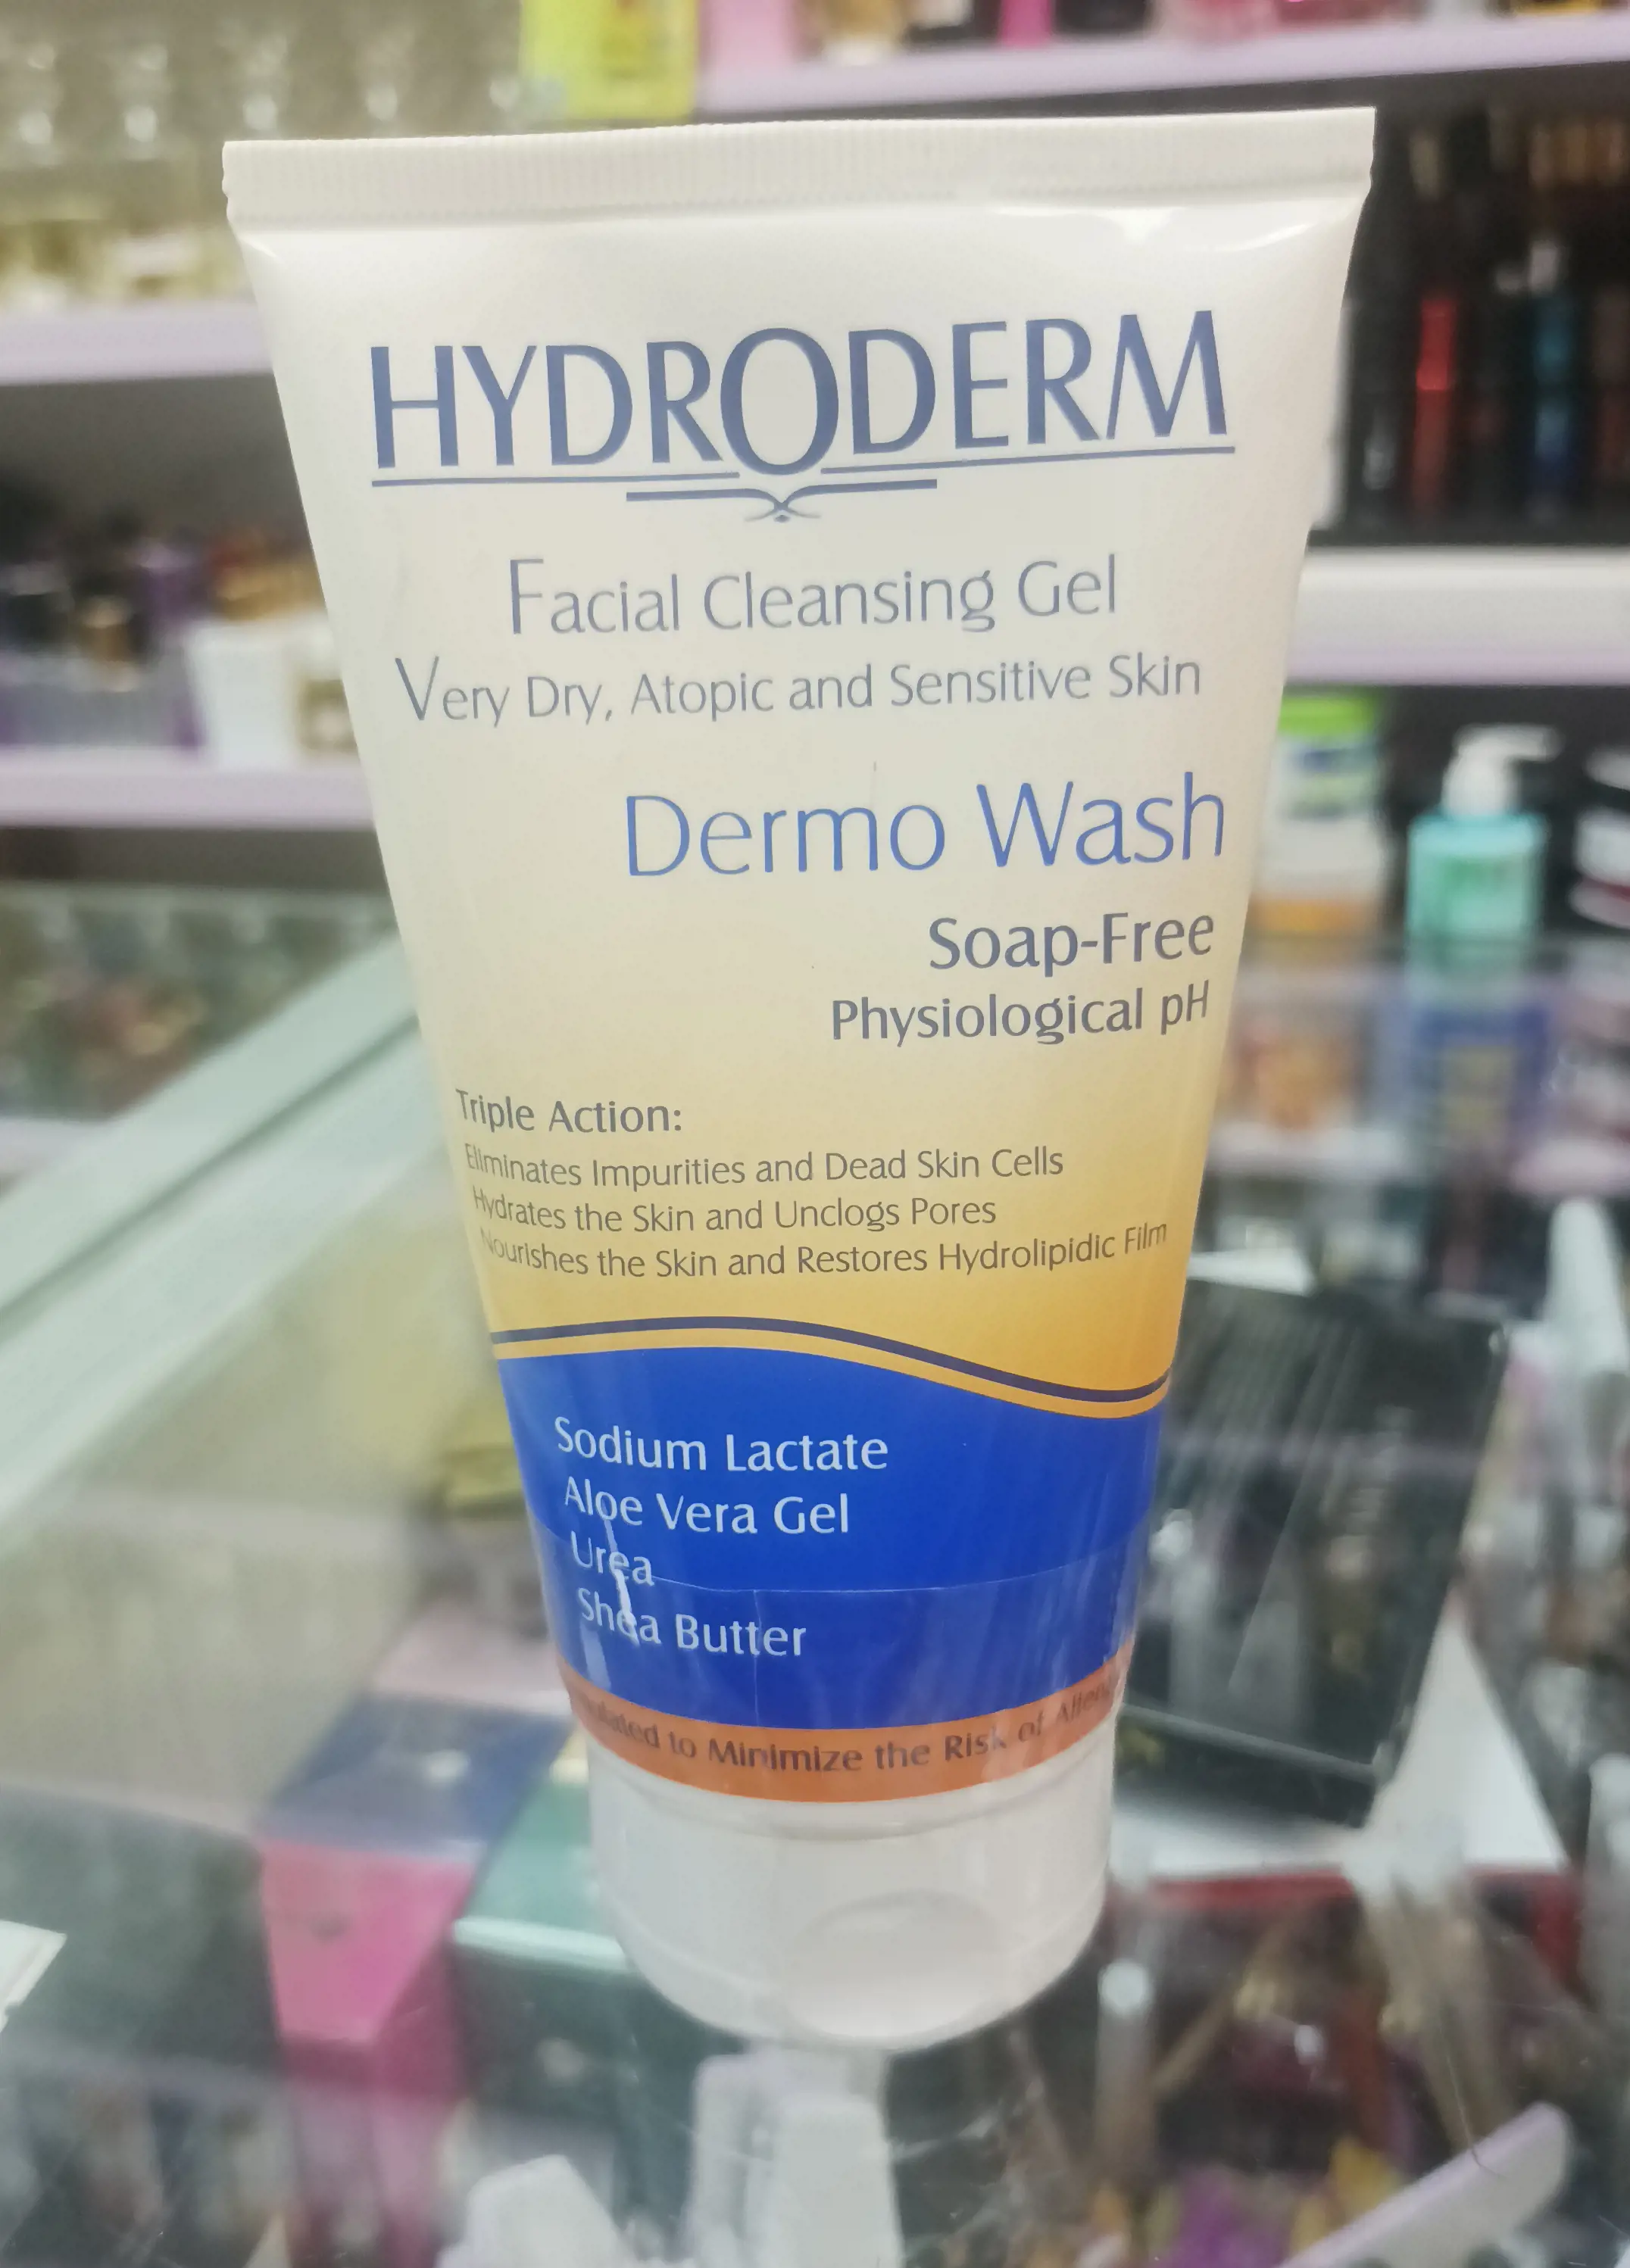 HYDRODERM
Facial Cleansing Gel
Very Dry, Atopic and Sensitive Skin
Dermo Wash
Soap-Free
Physiological pH
Triple Action:
Eliminates Impurities and Dead Skin Cells
Hydrates the Skin and Unclogs Pores
Nourishes the Skin and Restores Hydrolipidic Film
Sodium Lactate
Aloe Vera Gel
Urea
Shea Butter
to Minimize the Risk of